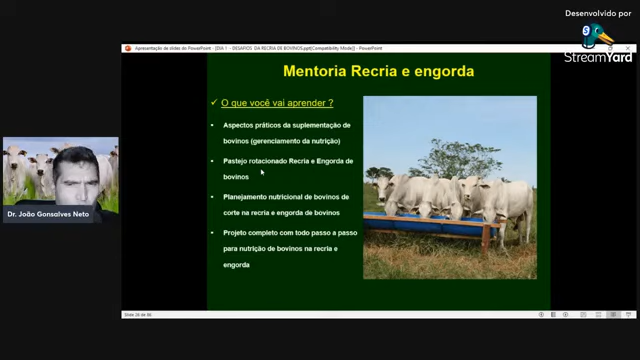 Desenvolvido por
S
StreamYard
Apresentação de slides do PowerPoint - [DIA 1 - DESAFIOS DA RECRIA DE BOVINOS.ppt[Compatibility Mode]] - PowerPoint
Mentoria Recria e engorda
✓ O que você vai aprender ?
• Aspectos práticos da suplementação de
bovinos (gerenciamento da nutrição)
• Pastejo rotacionado Recria e Engorda de
bovinos
• Planejamento nutricional de bovinos de
corte na recria e engorda de bovinos
• Projeto completo com todo passo a passo
para nutrição de bovinos na recria e
engorda
Dr. João Gonsalves Neto